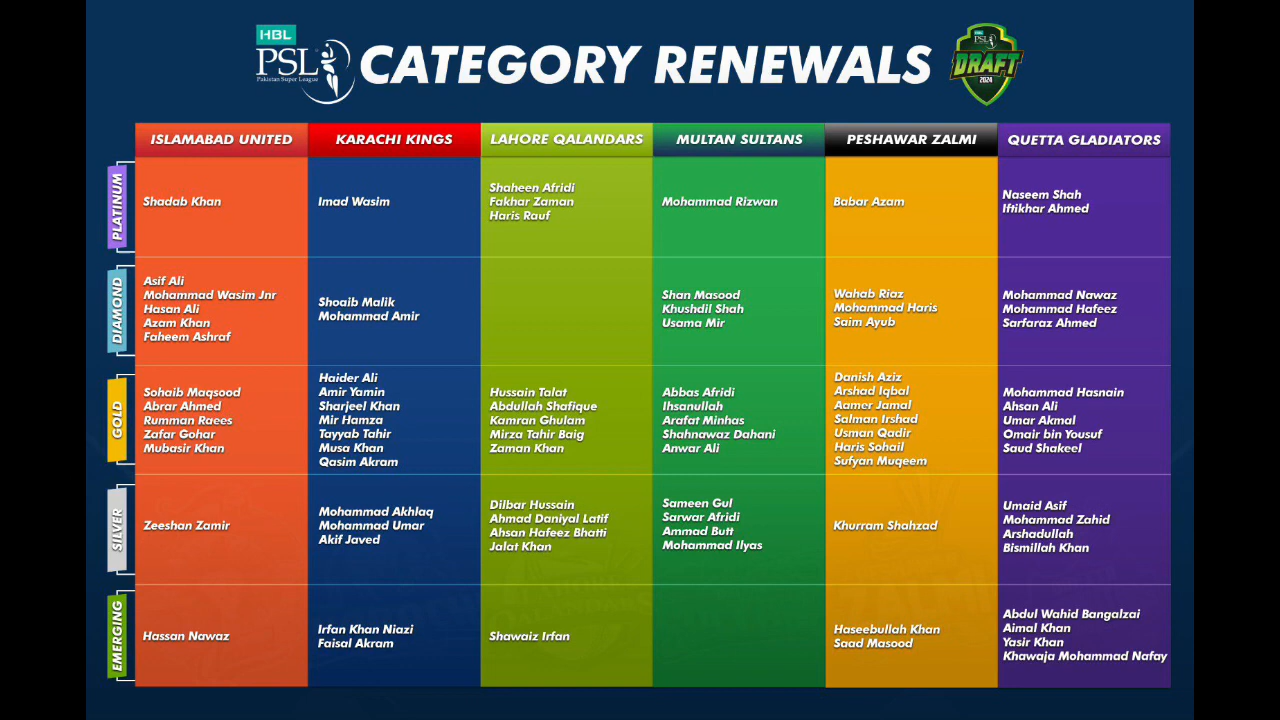 HBL
PSL
Pakistan Super League
CATEGORY RENEWALS
HBL
PSL
DRAFT
2024
ISLAMABAD UNITED
KARACHI KINGS
LAHORE QALANDARS
MULTAN SULTANS
PESHAWAR ZALMI
QUETTA GLADIATORS
PLATINUM
Shadab Khan
Imad Wasim
Shaheen Afridi
Fakhar Zaman
Haris Rauf
Mohammad Rizwan
Babar Azam
Naseem Shah
Iftikhar Ahmed
DIAMOND
Asif Ali
Mohammad Wasim Jnr
Hasan Ali
Azam Khan
Faheem Ashraf
Shoaib Malik
Mohammad Amir
Shan Masood
Khushdil Shah
Usama Mir
Wahab Riaz
Mohammad Haris
Saim Ayub
Mohammad Nawaz
Mohammad Hafeez
Sarfaraz Ahmed
GOLD
Sohaib Maqsood
Abrar Ahmed
Rumman Raees
Zafar Gohar
Mubasir Khan
Haider Ali
Amir Yamin
Sharjeel Khan
Mir Hamza
Tayyab Tahir
Musa Khan
Qasim Akram
Hussain Talat
Abdullah Shafique
Kamran Ghulam
Mirza Tahir Baig
Zaman Khan
Abbas Afridi
Ihsanullah
Arafat Minhas
Shahnawaz Dahani
Anwar Ali
Danish Aziz
Arshad Iqbal
Aamer Jamal
Salman Irshad
Usman Qadir
Haris Sohail
Sufyan Muqeem
Mohammad Hasnain
Ahsan Ali
Umar Akmal
Omair bin Yousuf
Saud Shakeel
SILVER
Zeeshan Zamir
Mohammad Akhlaq
Mohammad Umar
Akif Javed
Dilbar Hussain
Ahmad Daniyal Latif
Ahsan Hafeez Bhatti
Jalat Khan
Sameen Gul
Sarwar Afridi
Ammad Butt
Mohammad Ilyas
Khurram Shahzad
Umaid Asif
Mohammad Zahid
Arshadullah
Bismillah Khan
EMERGING
Hassan Nawaz
Irfan Khan Niazi
Faisal Akram
Shawaiz Irfan
Haseebullah Khan
Saad Masood
Abdul Wahid Bangalzai
Aimal Khan
Yasir Khan
Khawaja Mohammad Nafay